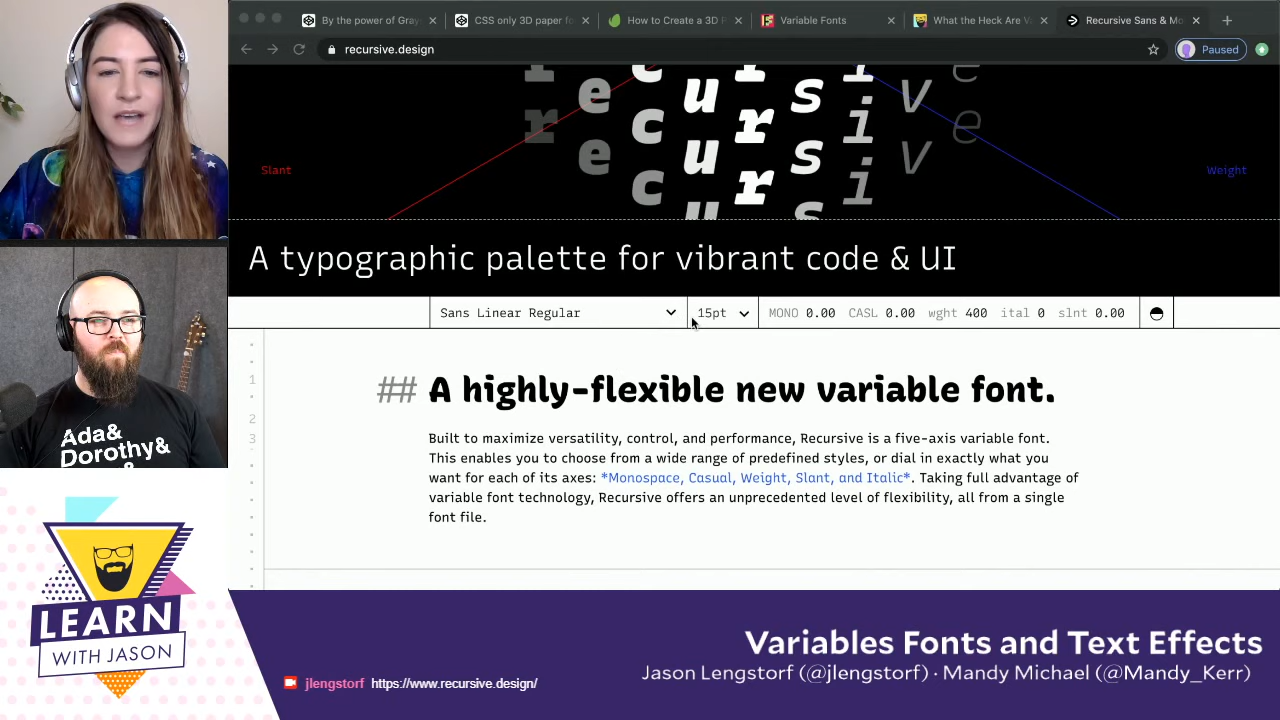 By the power of Gray
CSS only 3D paper fo
How to Create a 3D P
Variable Fonts
What the Heck Are V
Recursive Sans & Mo
recursive.design
Paused
r e c u r s i v e
r e c u r s i v e
e c u r s i v
c u r s i
u s
Slant
Weight
A typographic palette for vibrant code & UI
Sans Linear Regular
15pt
MONO 0.00 CASL 0.00 wght 400 ital 0 slnt 0.00
1
## A highly-flexible new variable font.
2
3
Built to maximize versatility, control, and performance, Recursive is a five-axis variable font.
This enables you to choose from a wide range of predefined styles, or dial in exactly what you
want for each of its axes: *Monospace, Casual, Weight, Slant, and Italic*. Taking full advantage of
variable font technology, Recursive offers an unprecedented level of flexibility, all from a single
font file.
Ada&
Dorothy&
LEARN
WITH JASON
jlengstorf https://www.recursive.design/
Variables Fonts and Text Effects
Jason Lengstorf (@jlengstorf) · Mandy Michael (@Mandy_Kerr)